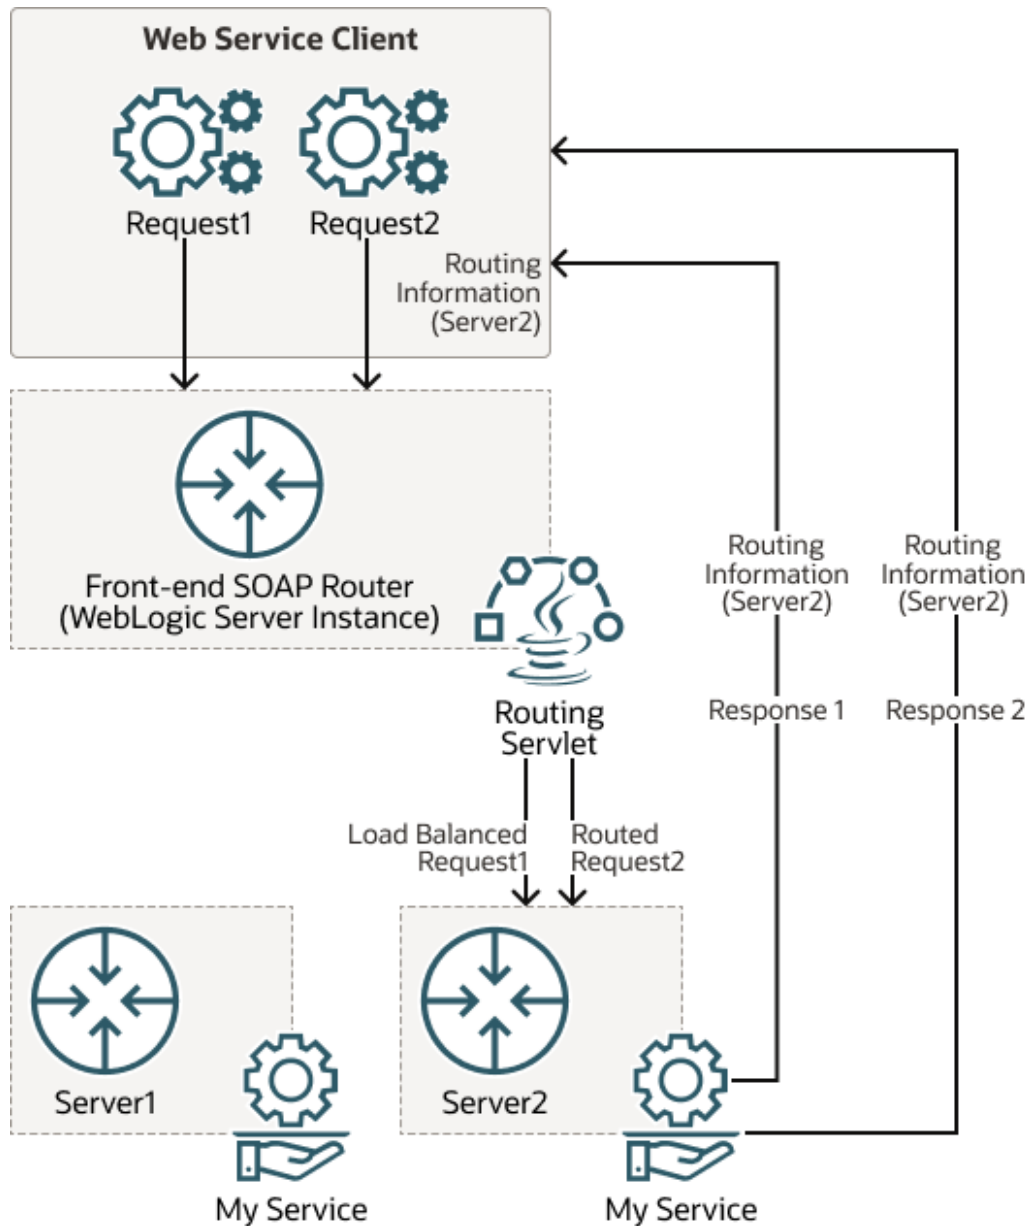 Web Service Client
Request1
Request2
Routing
Information
(Server2)
Front-end SOAP Router
(WebLogic Server Instance)
Routing
Servlet
Routing
Information
(Server2)
Routing
Information
(Server2)
Response 1
Response 2
Load Balanced
Request1
Routed
Request2
Server1
My Service
Server2
My Service